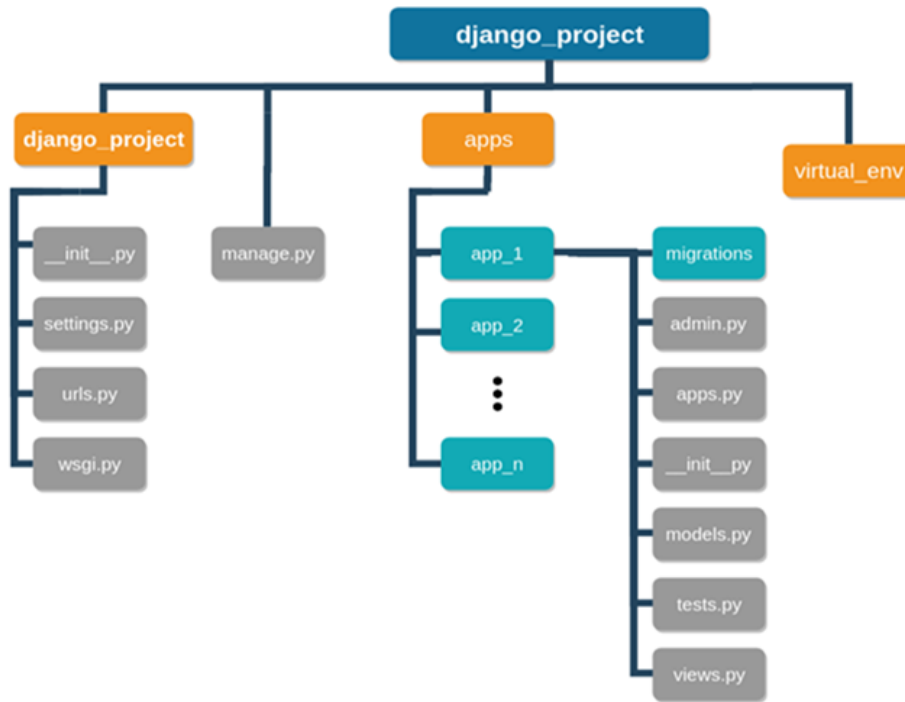 django_project
django_project
apps
virtual_env
__init__.py
manage.py
app_1
migrations
settings.py
app_2
admin.py
urls.py
apps.py
wsgi.py
app_n
__init__py
models.py
tests.py
views.py